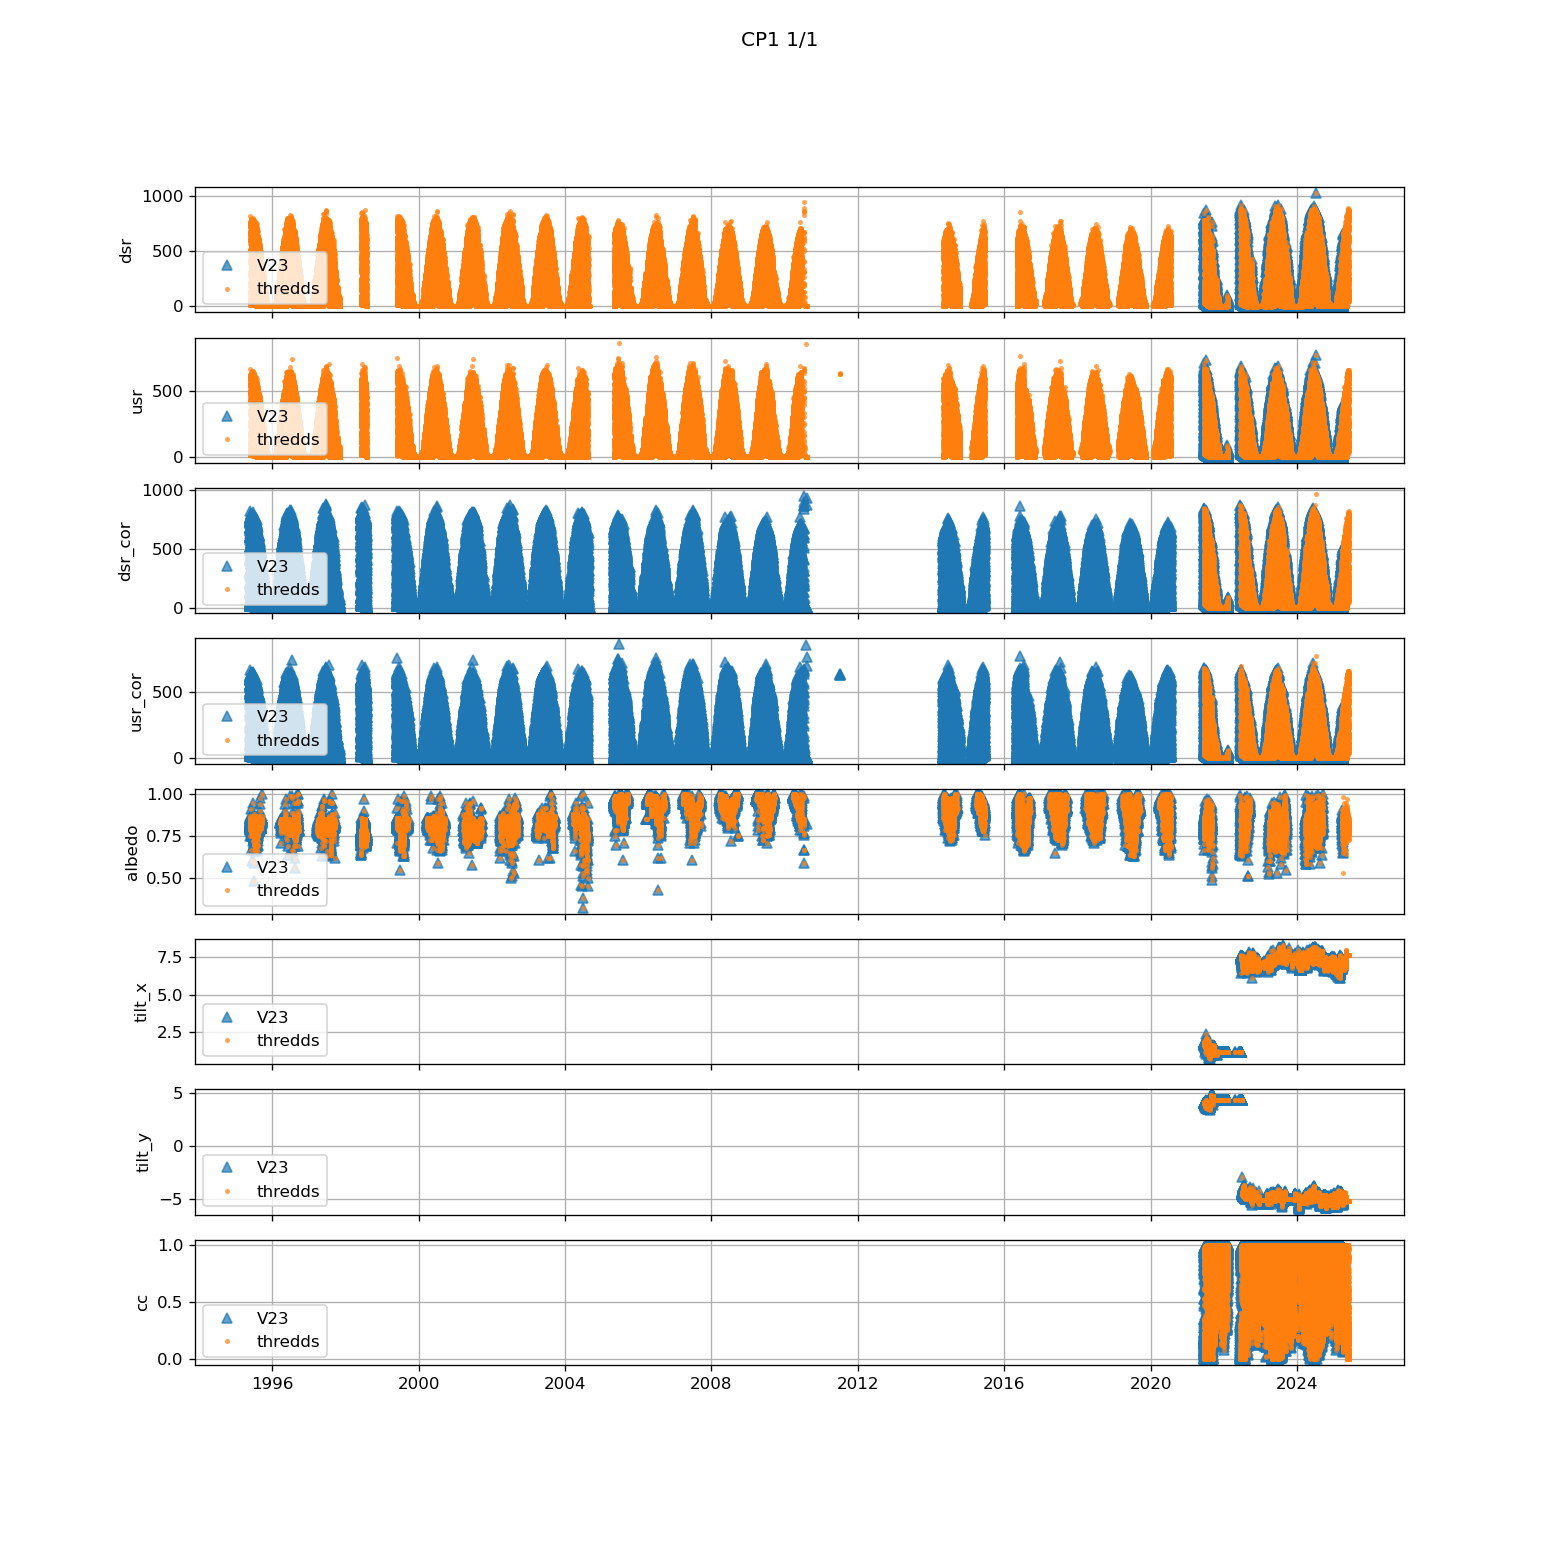 CP1 1/1
1000
500
0
dsr
V23
thredds
500
0
usr
V23
thredds
1000
500
0
dsr_cor
V23
thredds
500
0
usr_cor
V23
thredds
1.00
0.75
0.50
albedo
V23
thredds
7.5
5.0
2.5
tilt_x
V23
thredds
5
0
−5
tilt_y
V23
thredds
1.0
0.5
0.0
cc
V23
thredds
1996 2000 2004 2008 2012 2016 2020 2024